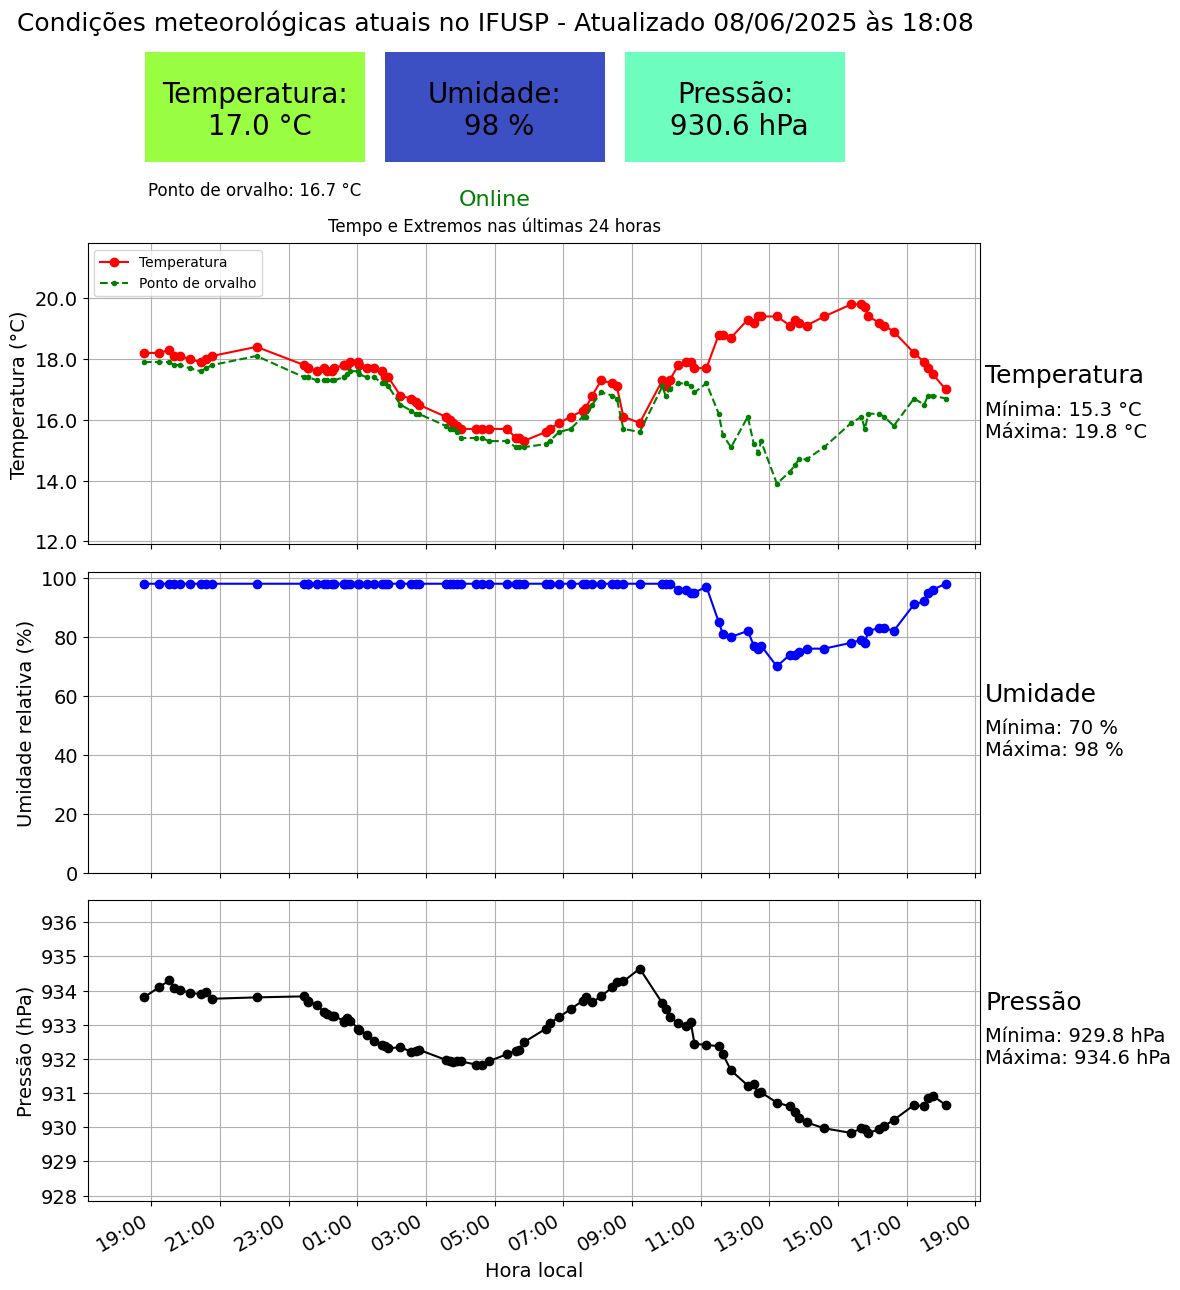 Condições meteorológicas atuais no IFUSP - Atualizado 08/06/2025 às 18:08
Temperatura:
17.0 °C
Umidade:
98 %
Pressão:
930.6 hPa
Ponto de orvalho: 16.7 °C
Online
Tempo e Extremos nas últimas 24 horas
Temperatura
Ponto de orvalho
Temperatura (°C)
20.0
18.0
16.0
14.0
12.0
Temperatura
Mínima: 15.3 °C
Máxima: 19.8 °C
Umidade relativa (%)
100
80
60
40
20
0
Umidade
Mínima: 70 %
Máxima: 98 %
Pressão (hPa)
936
935
934
933
932
931
930
929
928
Pressão
Mínima: 929.8 hPa
Máxima: 934.6 hPa
19:00
21:00
23:00
01:00
03:00
05:00
07:00
09:00
11:00
13:00
15:00
17:00
19:00
Hora local